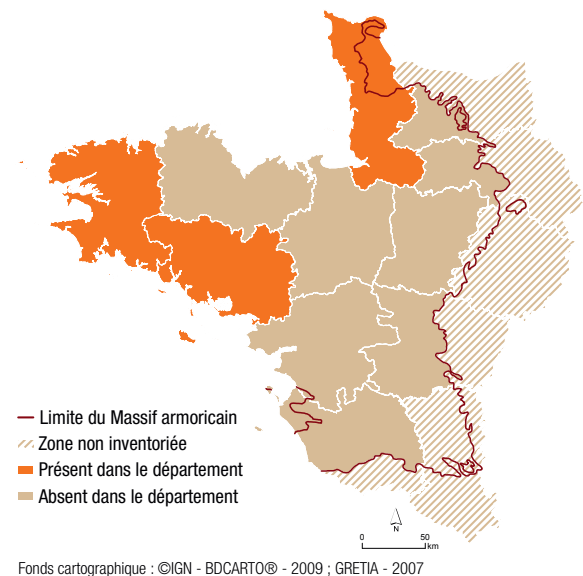 Limite du Massif armoricain
Zone non inventoriée
Présent dans le département
Absent dans le département
N
0 50
km
Fonds cartographique : ©IGN - BDCARTO® - 2009 ; GRETIA - 2007